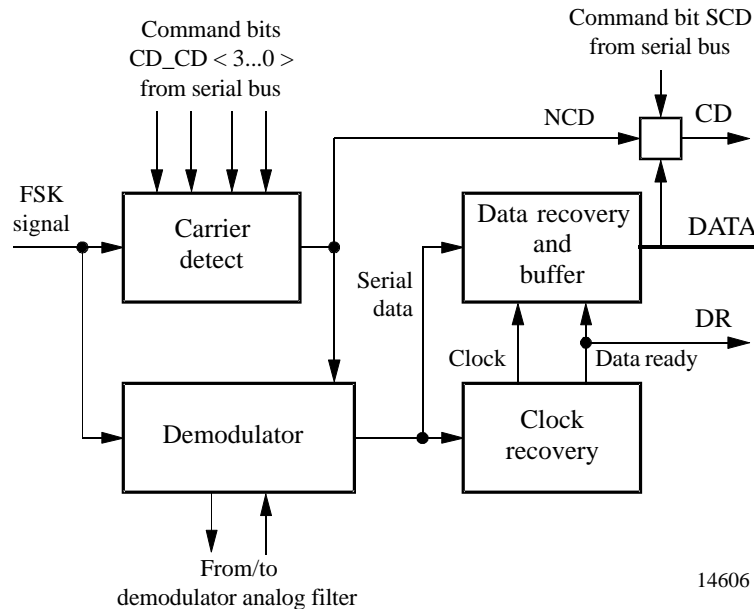 Command bits
CD_CD < 3...0 >
from serial bus
Command bit SCD
from serial bus
NCD
CD
FSK
signal
Carrier
detect
Data recovery
and
buffer
DATA
Serial
data
DR
Clock
Data ready
Demodulator
Clock
recovery
From/to
demodulator analog filter
14606